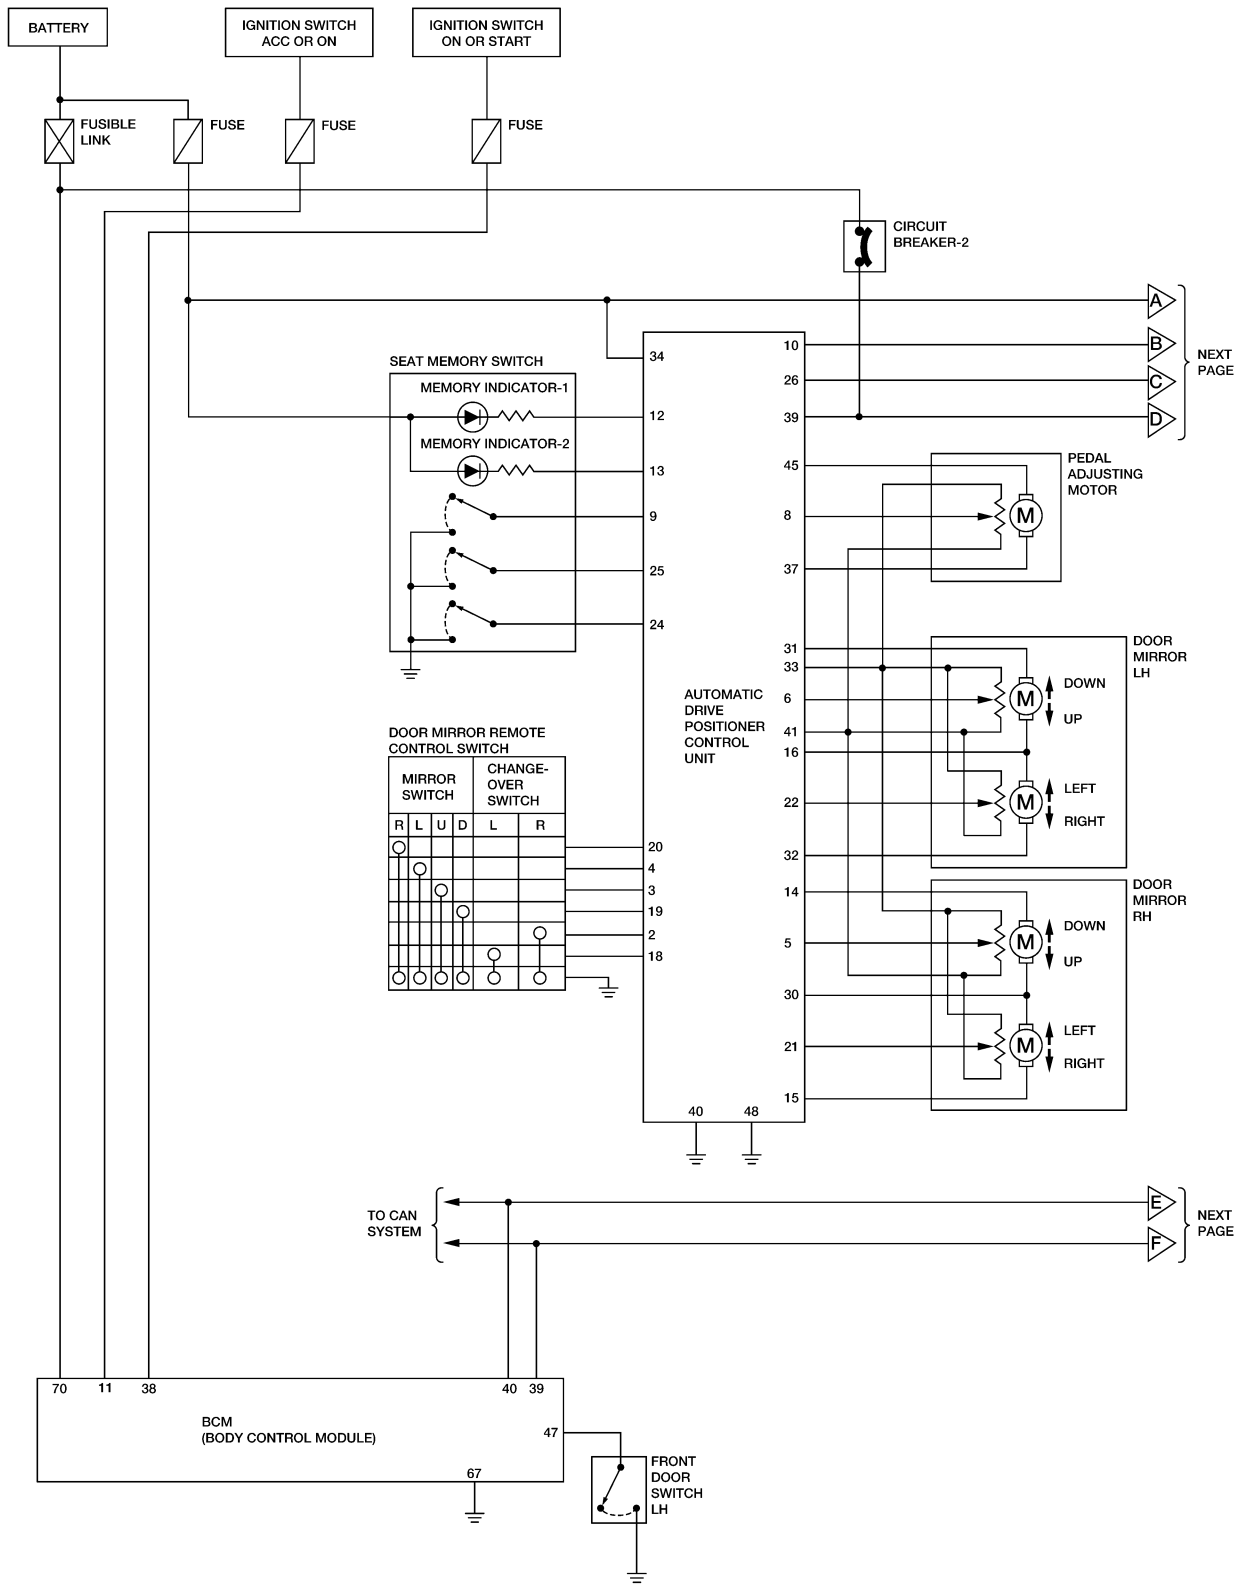 BATTERY
IGNITION SWITCH
ACC OR ON
IGNITION SWITCH
ON OR START
FUSIBLE
LINK
FUSE
FUSE
FUSE
CIRCUIT
BREAKER-2
A
B
C
D
NEXT
PAGE
SEAT MEMORY SWITCH
MEMORY INDICATOR-1
MEMORY INDICATOR-2
34
12
13
9
25
24
10
26
39
45
8
37
31
33
6
41
16
22
32
14
5
30
21
15
PEDAL
ADJUSTING
MOTOR
M
DOOR
MIRROR
LH
M
DOWN
UP
M
LEFT
RIGHT
AUTOMATIC
DRIVE
POSITIONER
CONTROL
UNIT
DOOR MIRROR REMOTE
CONTROL SWITCH
MIRROR
SWITCH
CHANGE-
OVER
SWITCH
R L U D L R
20
4
3
19
2
18
DOOR
MIRROR
RH
M
DOWN
UP
M
LEFT
RIGHT
40 48
TO CAN
SYSTEM
E
F
NEXT
PAGE
70 11 38 40 39
BCM
(BODY CONTROL MODULE)
47
67
FRONT
DOOR
SWITCH
LH